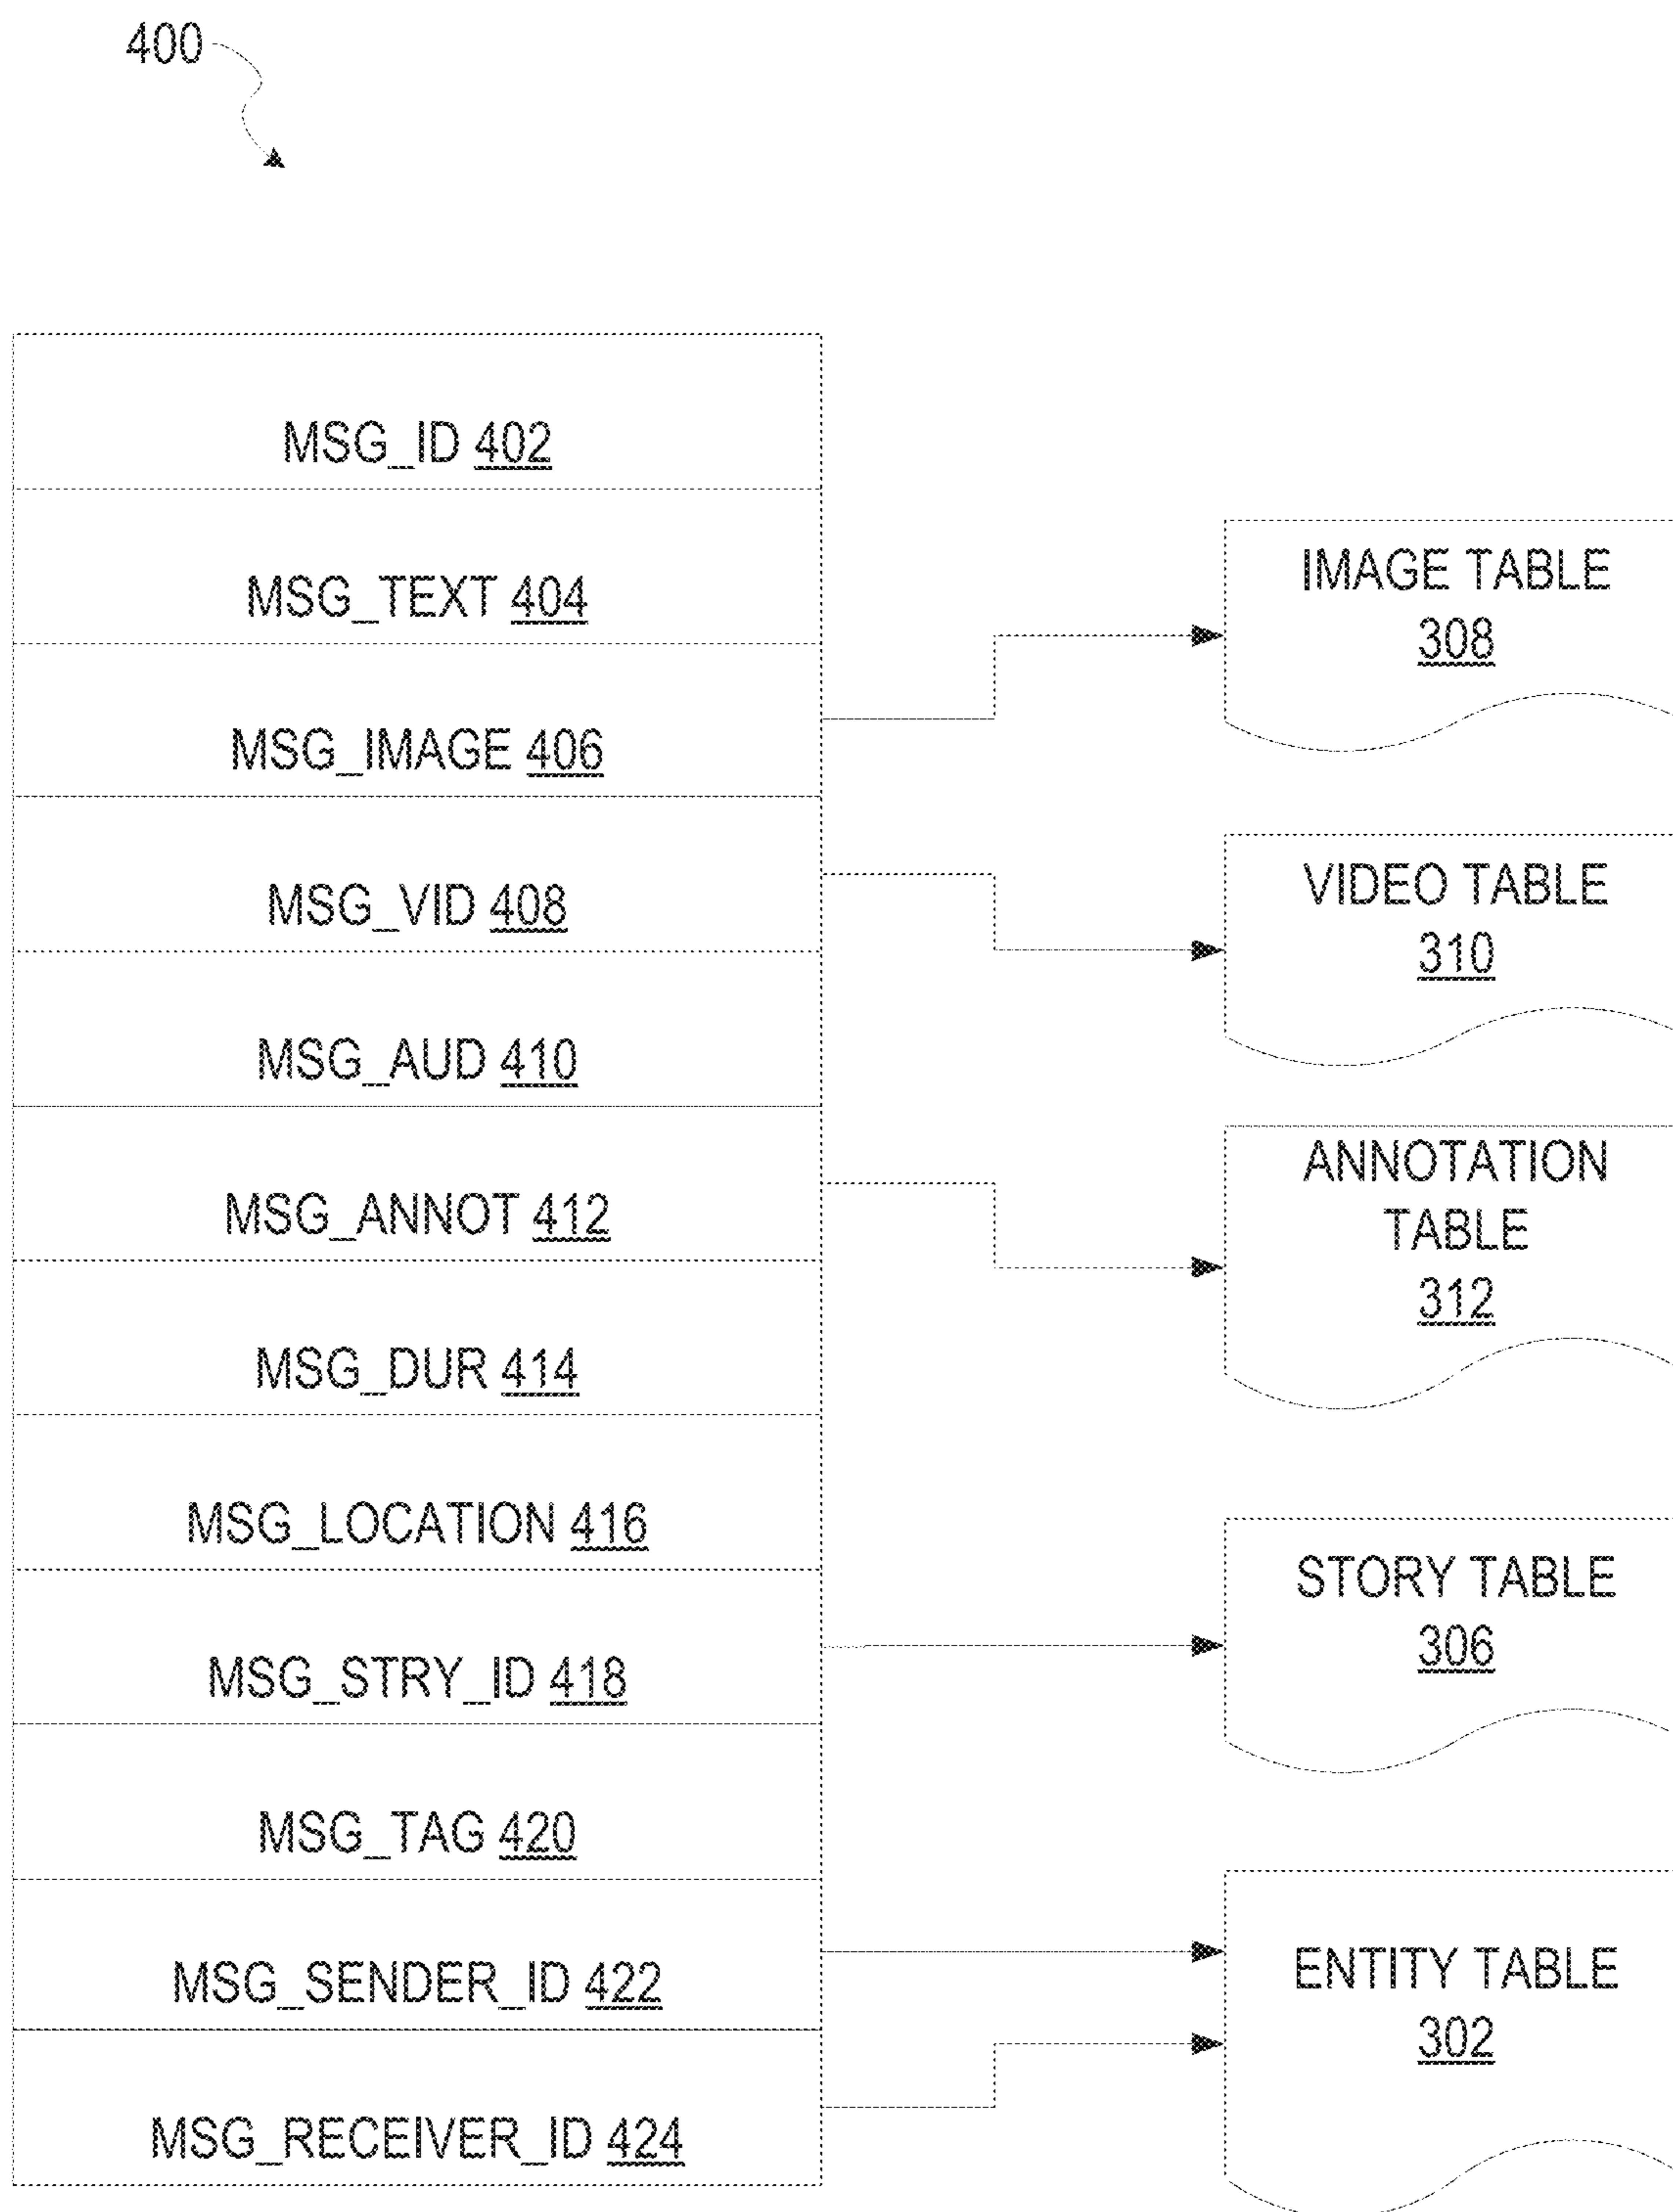 400
MSG_ID 402
MSG_TEXT 404
MSG_IMAGE 406
MSG_VID 408
MSG_AUD 410
MSG_ANNOT 412
MSG_DUR 414
MSG_LOCATION 416
MSG_STRY_ID 418
MSG_TAG 420
MSG_SENDER_ID 422
MSG_RECEIVER_ID 424
IMAGE TABLE
308
VIDEO TABLE
310
ANNOTATION
TABLE
312
STORY TABLE
306
ENTITY TABLE
302